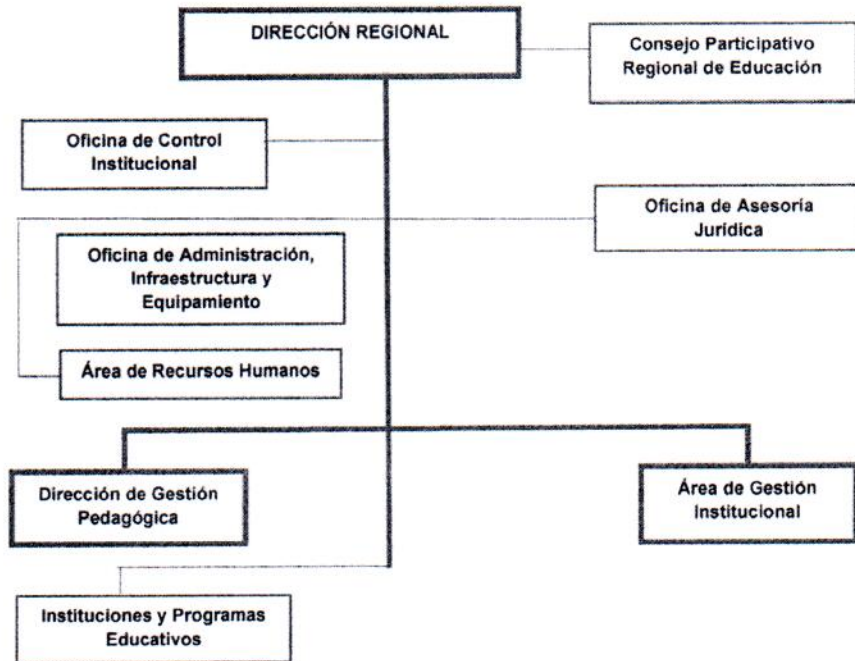 DIRECCIÓN REGIONAL
Consejo Participativo
Regional de Educación
Oficina de Control
Institucional
Oficina de Asesoría
Jurídica
Oficina de Administración,
Infraestructura y
Equipamiento
Área de Recursos Humanos
Dirección de Gestión
Pedagógica
Área de Gestión
Institucional
Instituciones y Programas
Educativos